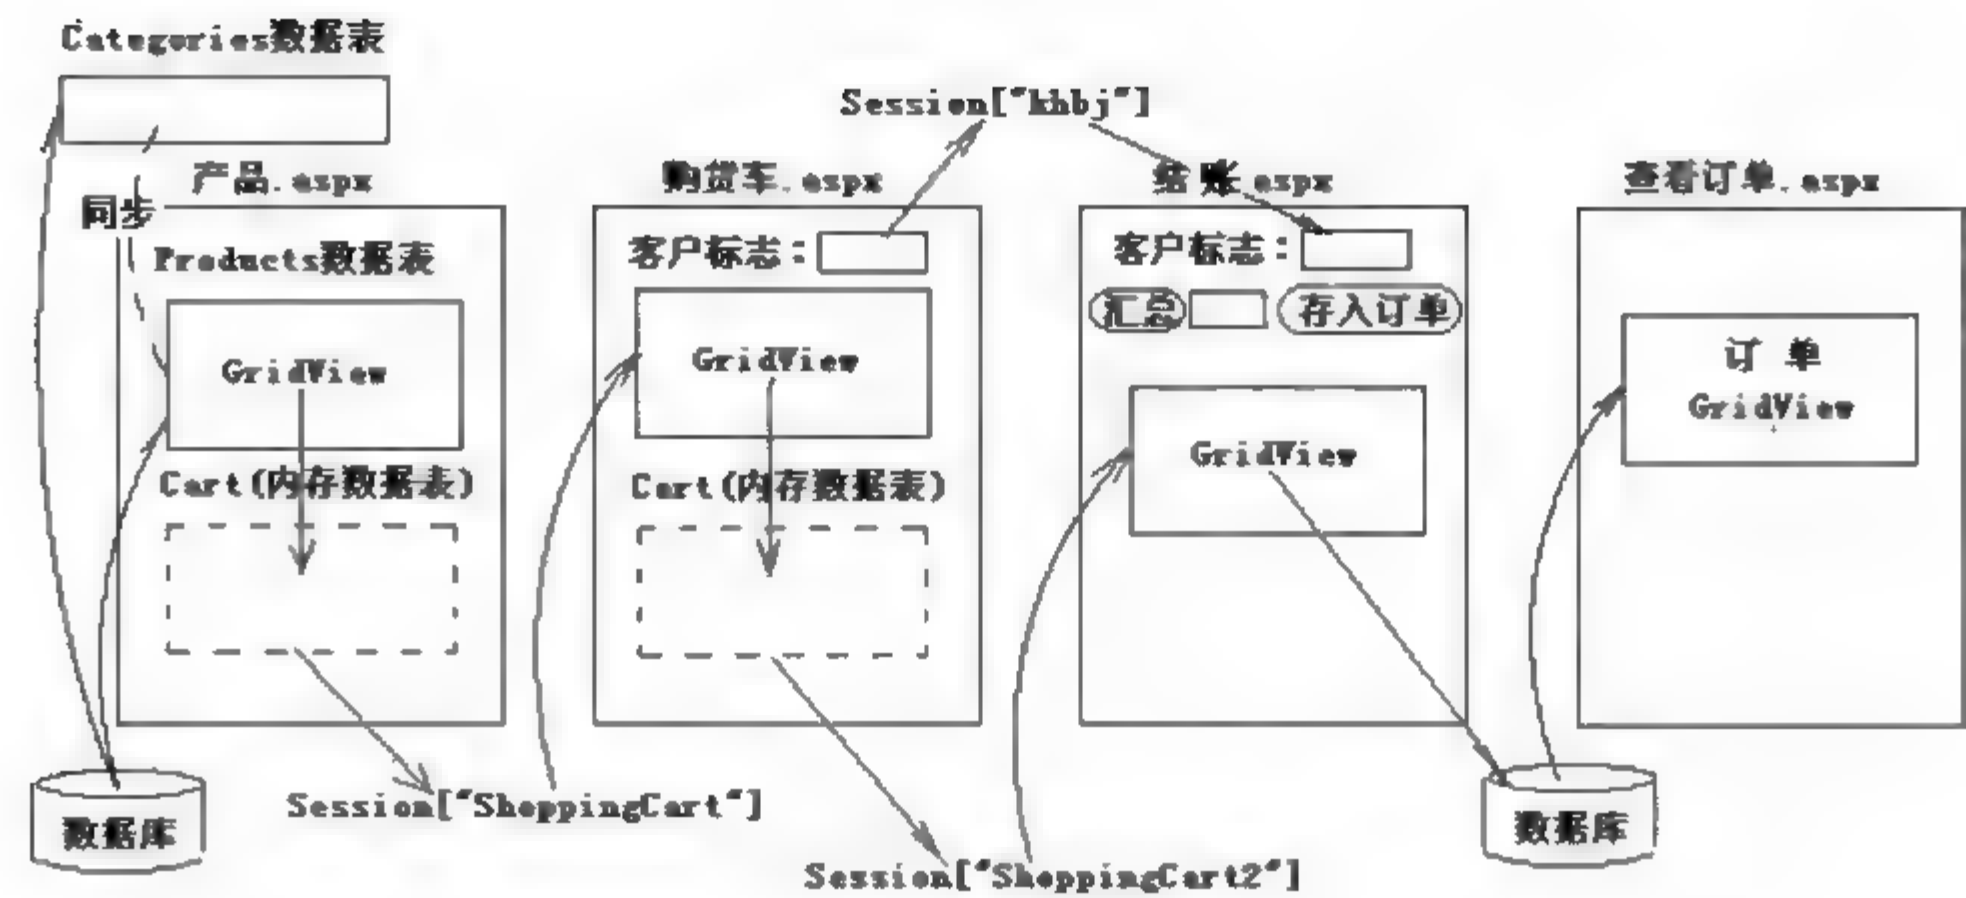 Categories数据表
Session["khbj"]
产品.aspx
购货车.aspx
结账.aspx
查看订单.aspx
同步
Products数据表
客户标志：
客户标志：
汇总
存入订单
GridView
GridView
GridView
订单
GridView
Cart(内存数据表)
Cart(内存数据表)
Session["ShoppingCart"]
Session["ShoppingCart2"]
数据库
数据库